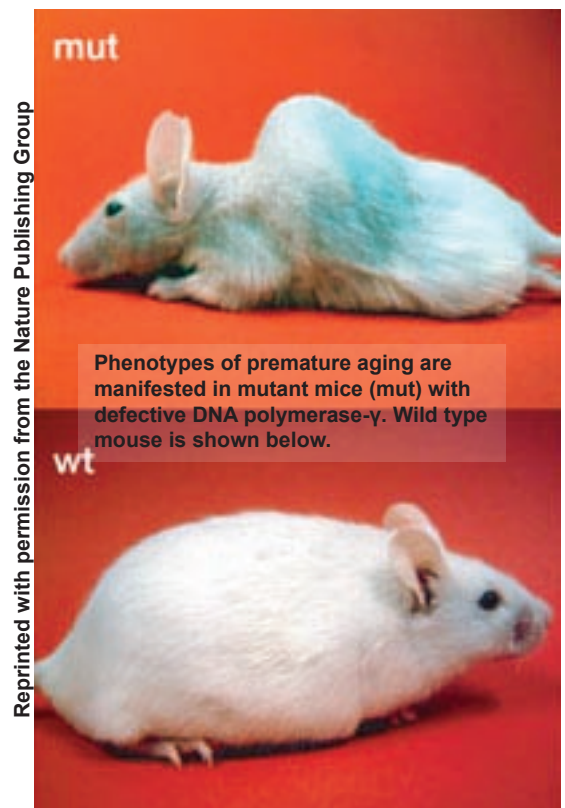 mut
Reprinted with permission from the Nature Publishing Group
Phenotypes of premature aging are
manifested in mutant mice (mut) with
defective DNA polymerase-γ. Wild type
mouse is shown below.
wt